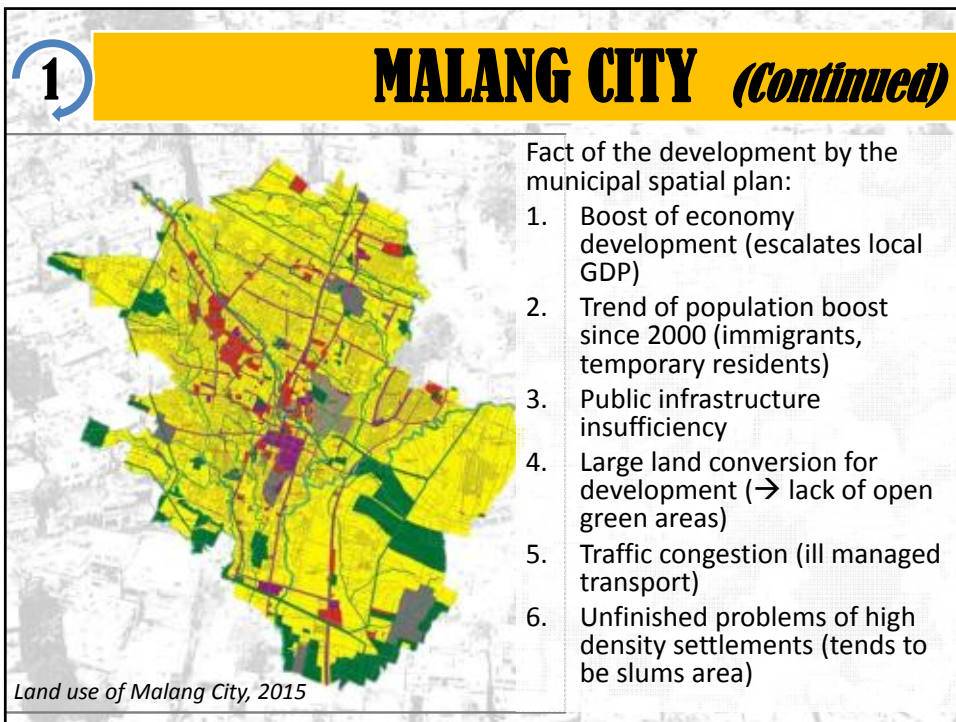 1
MALANG CITY (Continued)
Fact of the development by the
municipal spatial plan:
1. Boost of economy
development (escalates local
GDP)
2. Trend of population boost
since 2000 (immigrants,
temporary residents)
3. Public infrastructure
insufficiency
4. Large land conversion for
development (→ lack of open
green areas)
5. Traffic congestion (ill managed
transport)
6. Unfinished problems of high
density settlements (tends to
be slums area)
Land use of Malang City, 2015